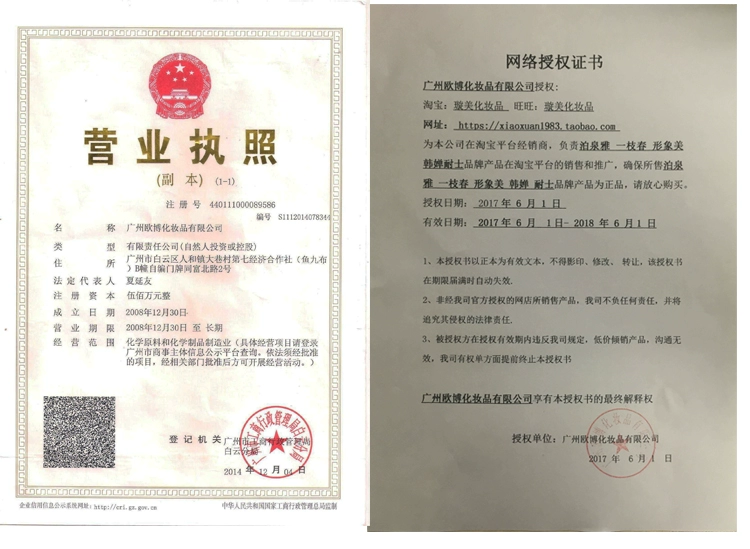 营业执照
(副 本) (1-1)
注 册 号 440111000089586
编号 S1112014078344
名 称 广州欧博化妆品有限公司
类 型 有限责任公司(自然人投资或控股)
住 所 广州市白云区人和镇大巷村第七经济合作社（鱼九布
）B幢自编门牌同富北路2号
法定代表人 夏延友
注 册 资 本 伍佰万元整
成 立 日 期 2008年12月30日
营 业 期 限 2008年12月30日 至 长期
经 营 范 围 化学原料和化学制品制造业（具体经营项目请登录
广州市商事主体信息公示平台查询。依法须经批准
的项目，经相关部门批准后方可开展经营活动。）
登 记 机 关 广州市工商行政管理局
白云分局
2014 年 12 月 04 日
企业信用信息公示系统网址: http://cri.gz.gov.cn
中华人民共和国国家工商行政管理总局监制
网络授权证书
广州欧博化妆品有限公司授权:
淘宝：璇美化妆品 旺旺：璇美化妆品
网址： https://xiaoxuan1983.taobao.com
为本公司在淘宝平台经销商，负责泊泉雅 一枝春 形象美
韩婵耐士品牌产品在淘宝平台的销售和推广，确保所售泊泉
雅 一枝春 形象美 韩婵 耐士品牌产品为正品，请放心购买。
授权日期：2017 年 6 月 1 日
有效日期： 2017 年 6 月 1日- 2018 年 6 月 1日
1、本授权书以正本为有效文本，不得影印、修改、 转让，该授权书
在期限届满时自动失效.
2、非经我司官方授权的网店所销售产品，我司不负任何责任，并将
追究其侵权的法律责任.
3、被授权方在授权有效期内违反我司规定，低价倾销产品，沟通无
效，我司有权单方面提前终止本授权书
广州欧博化妆品有限公司享有本授权书的最终解释权
授权单位：广州欧博化妆品有限公司
2017 年 6 月 1 日